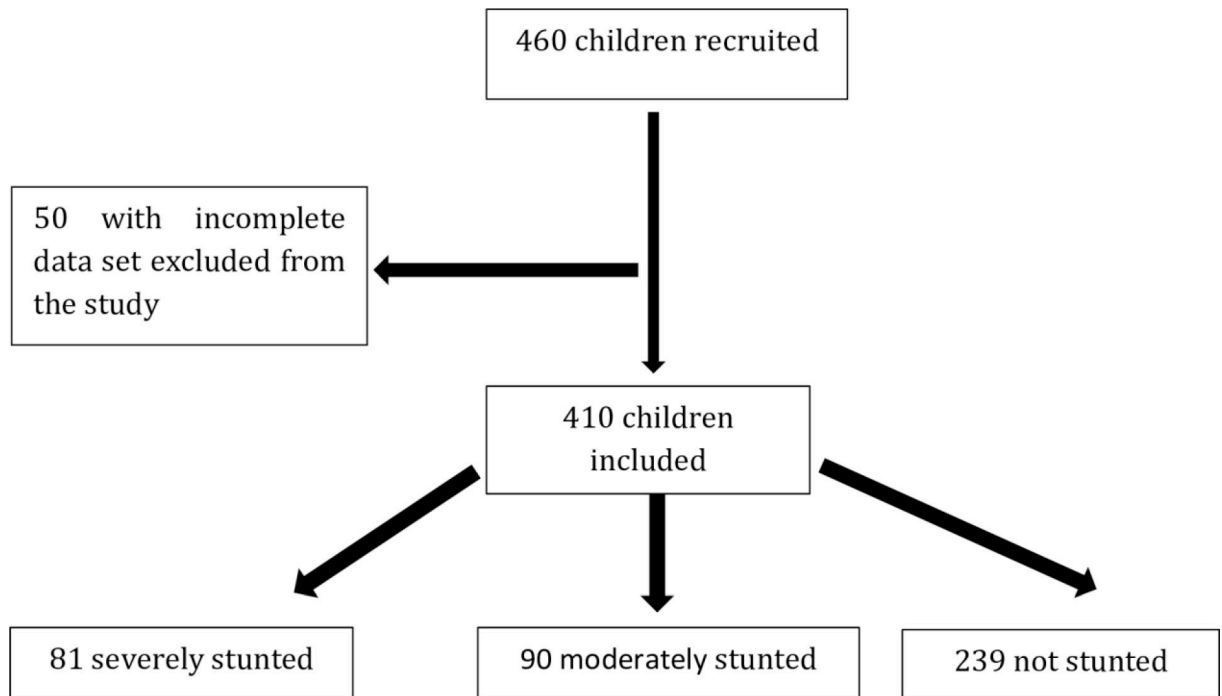 460 children recruited
50 with incomplete
data set excluded from
the study
410 children
included
81 severely stunted
90 moderately stunted
239 not stunted